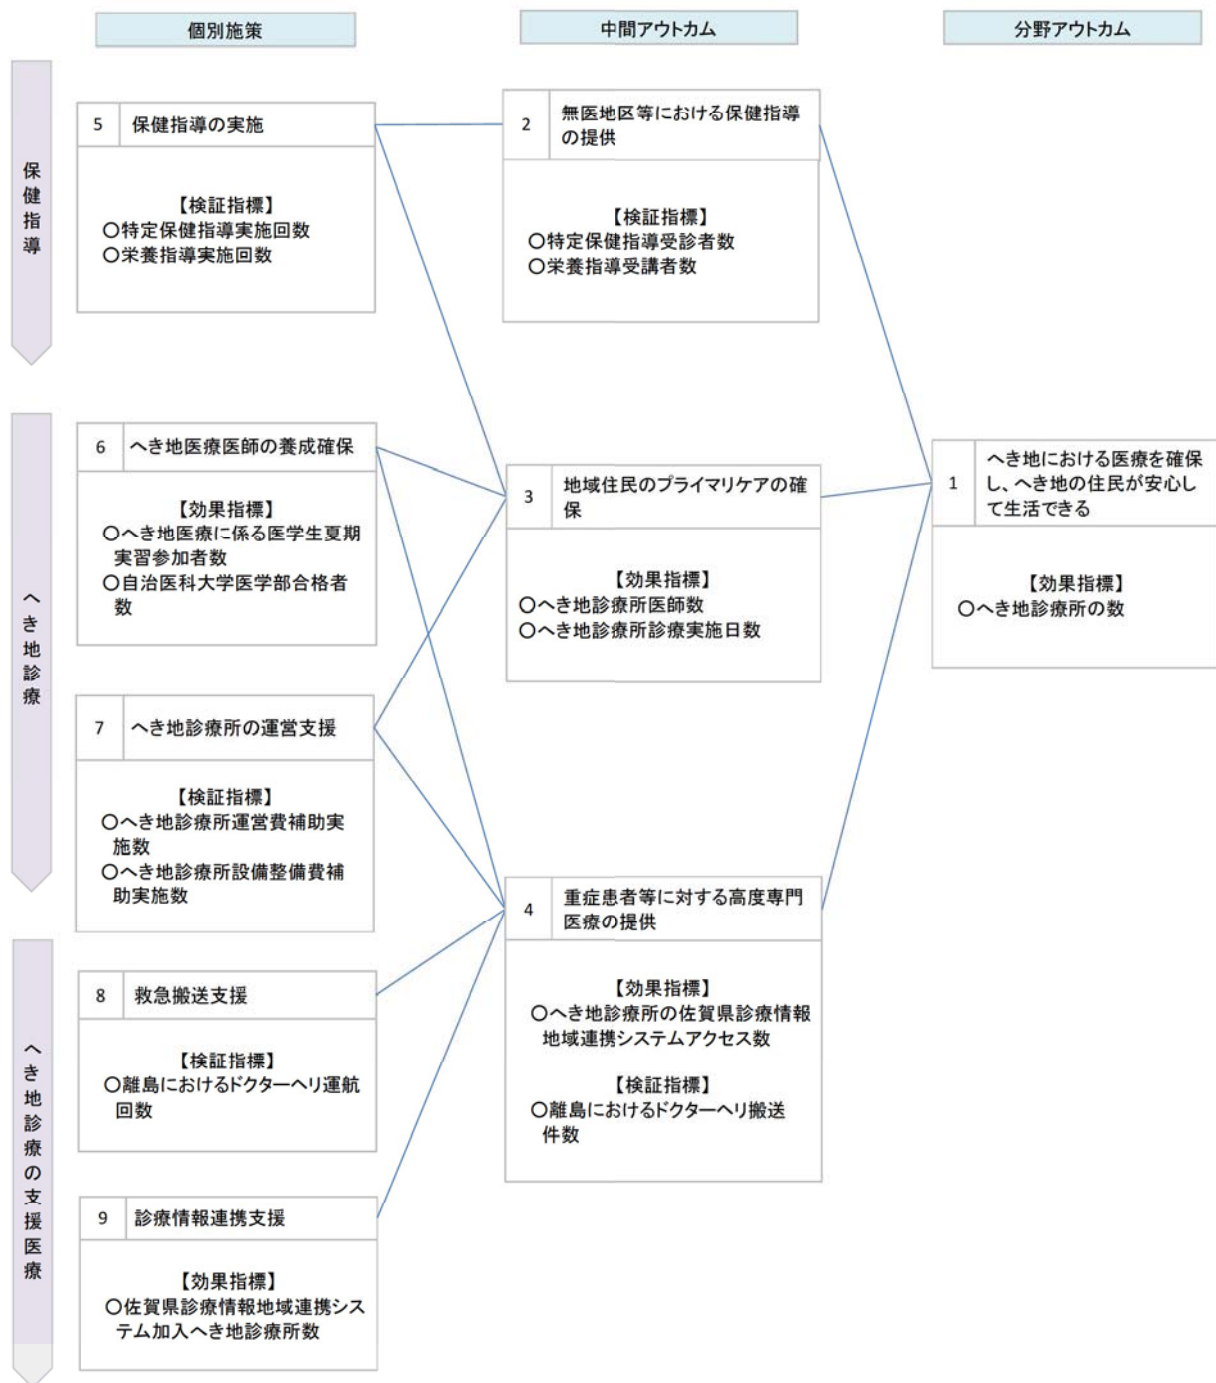 個別施策
中間アウトカム
分野アウトカム
保健指導
5
保健指導の実施
【検証指標】
〇特定保健指導実施回数
〇栄養指導実施回数
2
無医地区等における保健指導
の提供
【検証指標】
〇特定保健指導受診者数
〇栄養指導受講者数
へき地診療
6
へき地医療医師の養成確保
【効果指標】
〇へき地医療に係る医学生夏期
実習参加者数
〇自治医科大学医学部合格者
数
3
地域住民のプライマリケアの確
保
【効果指標】
〇へき地診療所医師数
〇へき地診療所診療実施日数
1
へき地における医療を確保
し、へき地の住民が安心し
て生活できる
【効果指標】
〇へき地診療所の数
7
へき地診療所の運営支援
【検証指標】
〇へき地診療所運営費補助実
施数
〇へき地診療所設備整備費補
助実施数
4
重症患者等に対する高度専門
医療の提供
【効果指標】
〇へき地診療所の佐賀県診療情報
地域連携システムアクセス数
【検証指標】
〇離島におけるドクターヘリ搬送
件数
へき地診療の支援医療
8
救急搬送支援
【検証指標】
〇離島におけるドクターヘリ運航
回数
9
診療情報連携支援
【効果指標】
〇佐賀県診療情報地域連携シス
テム加入へき地診療所数